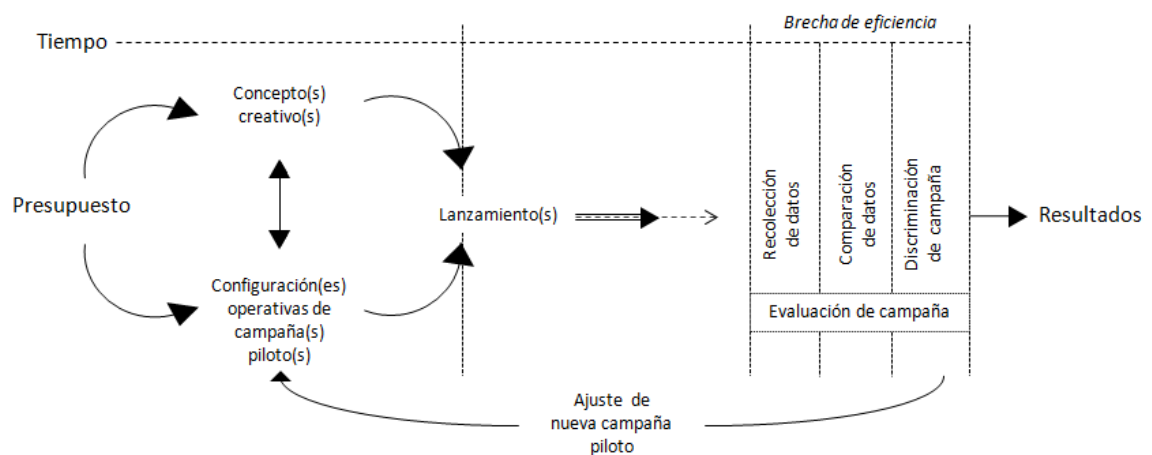 Brecha de eficiencia
Tiempo
Concepto(s)
creativo(s)
Presupuesto
Lanzamiento(s)
Recolección
de datos
Comparación
de datos
Discriminación
de campaña
Resultados
Configuración(es)
operativas de
campaña(s)
piloto(s)
Evaluación de campaña
Ajuste de
nueva campaña
piloto